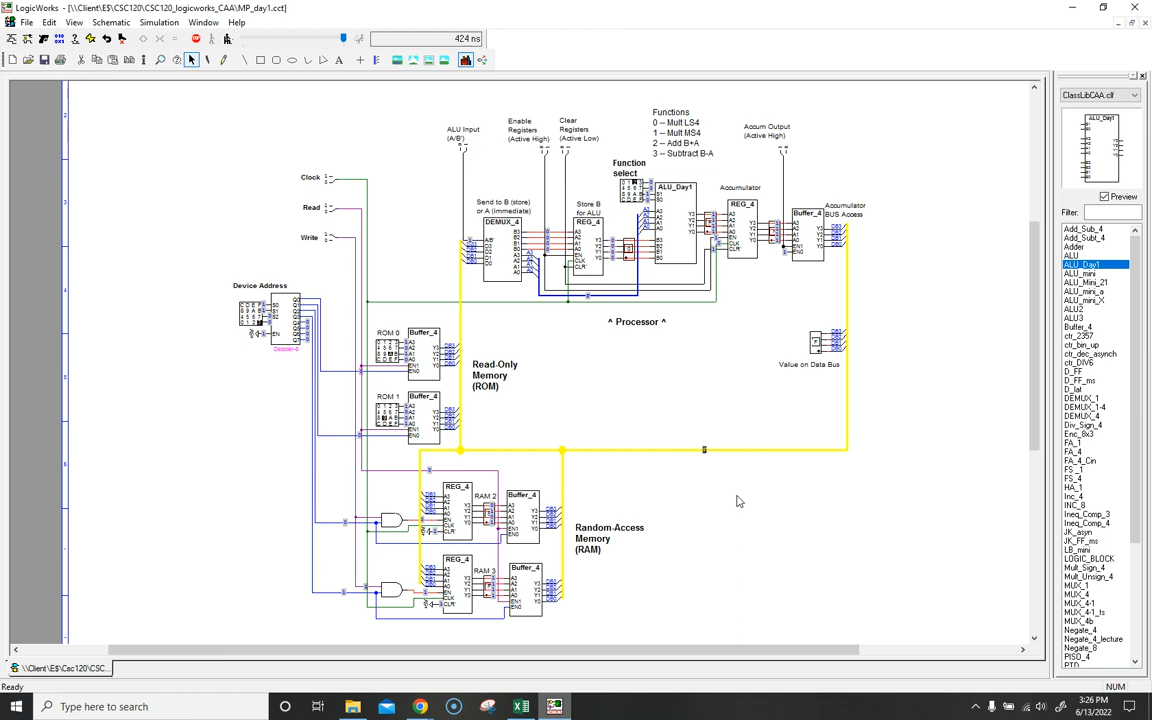 LogicWorks - [\\Client\E$\CSC120\CSC120_logicworks_CAA\MP_day1.cct]
File Edit View Schematic Simulation Window Help
424 ns
Functions
0 -- Mult LS4
1 -- Mult MS4
2 -- Add B+A
3 -- Subtract B-A
ALU Input
(A/B')
Enable
Registers
(Active High)
Clear
Registers
(Active Low)
Accum Output
(Active High)
Function
select
Clock
Read
Write
Send to B (store)
or A (immediate)
DEMUX_4
Store B
for ALU
REG_4
ALU_Day1
Accumulator
REG_4
Buffer_4
Accumulator
BUS Access
Device Address
Decoder-8
^ Processor ^
ROM 0
Buffer_4
Read-Only
Memory
(ROM)
ROM 1
Buffer_4
Value on Data Bus
REG_4
RAM 2
Buffer_4
Random-Access
Memory
(RAM)
REG_4
RAM 3
Buffer_4
ClassLibCAA.clf
ALU_Day1
Preview
Filter:
Add_Sub_4
Add_Subt_4
Adder
ALU
ALU_Day1
ALU_mini
ALU_Mini_21
ALU_mini_a
ALU_mini_X
ALU2
ALU3
Buffer_4
ctr_2357
ctr_bin_up
ctr_dec_asynch
ctr_DIV6
D_FF
D_FF_ms
D_lat
DEMUX_1
DEMUX_1-4
DEMUX_4
Div_Sign_4
Enc_8x3
FA_1
FA_4
FA_4_Cin
FS_1
FS_4
HA_1
Inc_4
INC_8
Ineq_Comp_3
Ineq_Comp_4
JK_asyn
JK_FF_ms
LB_mini
LOGIC_BLOCK
Mult_Sign_4
Mult_Unsign_4
MUX_1
MUX_4
MUX_4-1
MUX_4-1_ts
MUX_4b
Negate_4
Negate_4_lecture
Negate_8
PISO_4
\\Client\E$\Csc120\CSC...
Ready
NUM
Type here to search
3:26 PM
6/13/2022